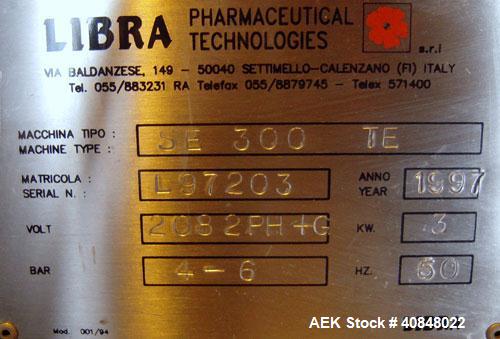 LIBRA PHARMACEUTICAL TECHNOLOGIES s.r.l
VIA BALDANZESE, 149 - 50040 SETTIMELLO-CALENZANO (FI) ITALY
Tel. 055/883231 RA Telefax 055/8879745 - Telex 571400
MACCHINA TIPO :
MACHINE TYPE : SE 300 TE
MATRICOLA :
SERIAL N. : L97203
ANNO
YEAR 1997
VOLT 208 2PH+G KW. 3
BAR 4-6 HZ. 60
Mod. 001/94
AEK Stock # 40848022